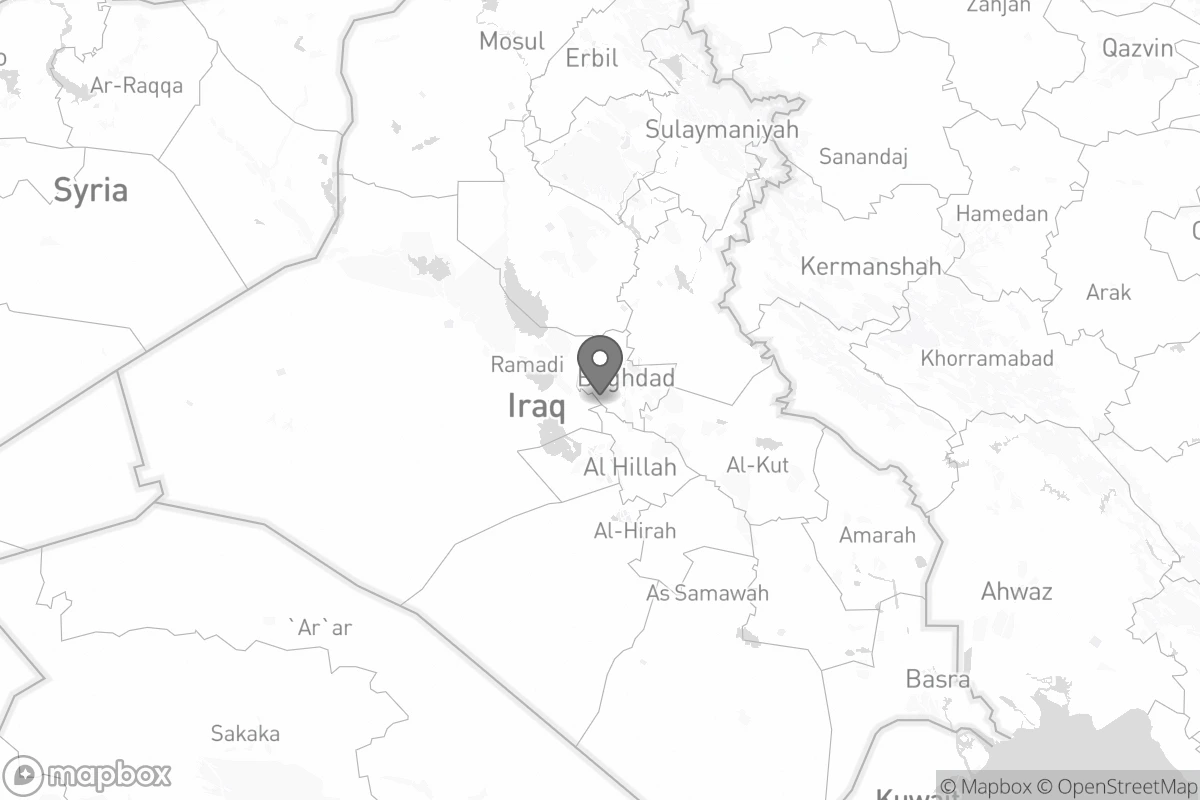 Zanjan
Mosul
Erbil
Qazvin
Ar-Raqqa
Sulaymaniyah
Sanandaj
Syria
Hamedan
Kermanshah
Arak
Ramadi
Khorramabad
Baghdad
Iraq
Al Hillah
Al-Kut
Al-Hirah
Amarah
As Samawah
Ahwaz
`Ar`ar
Basra
Sakaka
mapbox
Kuwait
© Mapbox © OpenStreetMap